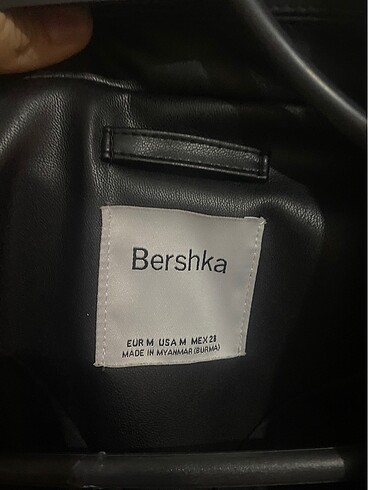 Bershka
EUR M USA M MEX 28
MADE IN MYANMAR (BURMA)